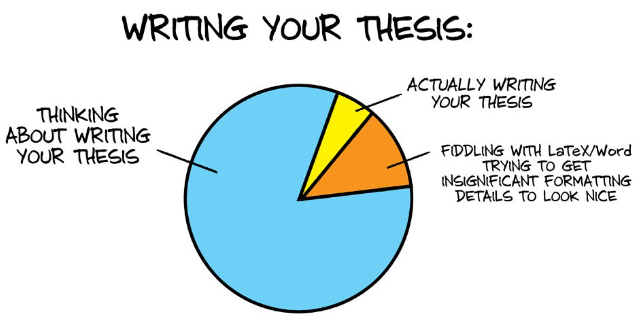 WRITING YOUR THESIS:
THINKING
ABOUT WRITING
YOUR THESIS
ACTUALLY WRITING
YOUR THESIS
FIDDLING WITH LaTeX/Word
TRYING TO GET
INSIGNIFICANT FORMATTING
DETAILS TO LOOK NICE